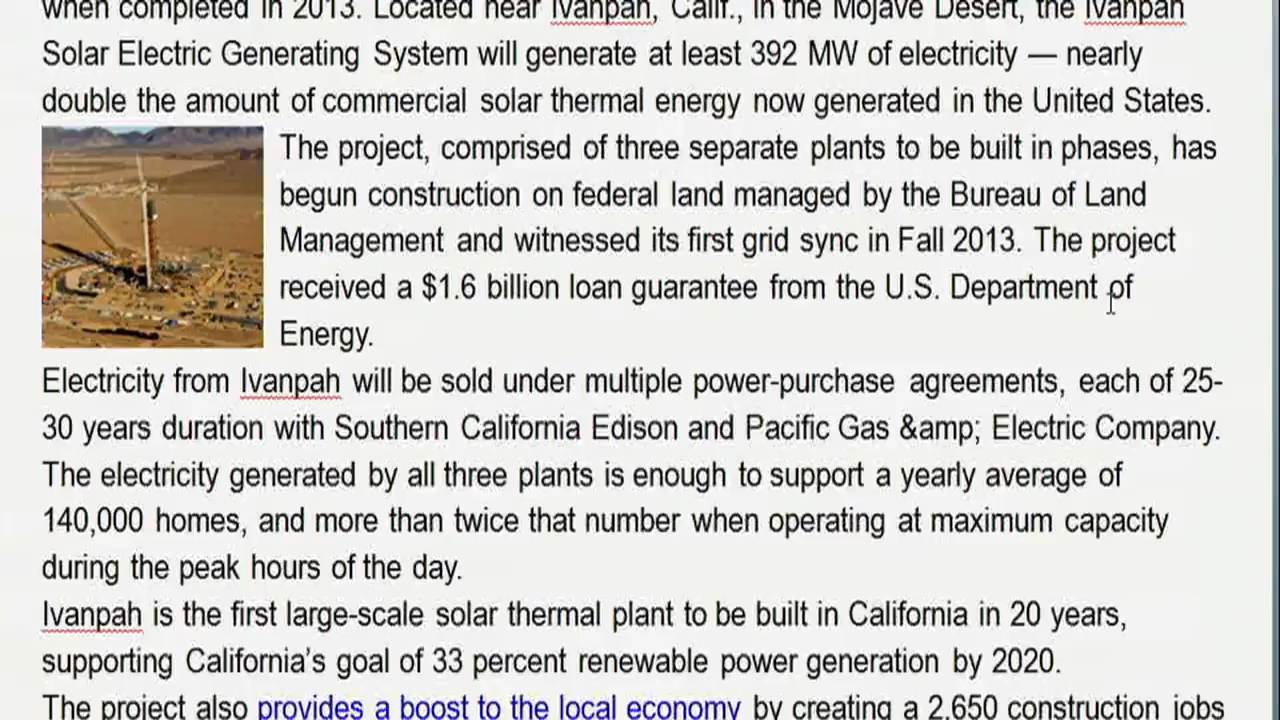 when completed in 2013. Located near Ivanpah, Calif., in the Mojave Desert, the Ivanpah
Solar Electric Generating System will generate at least 392 MW of electricity — nearly
double the amount of commercial solar thermal energy now generated in the United States.
The project, comprised of three separate plants to be built in phases, has
begun construction on federal land managed by the Bureau of Land
Management and witnessed its first grid sync in Fall 2013. The project
received a $1.6 billion loan guarantee from the U.S. Department of
Energy.
Electricity from Ivanpah will be sold under multiple power-purchase agreements, each of 25-
30 years duration with Southern California Edison and Pacific Gas &amp; Electric Company.
The electricity generated by all three plants is enough to support a yearly average of
140,000 homes, and more than twice that number when operating at maximum capacity
during the peak hours of the day.
Ivanpah is the first large-scale solar thermal plant to be built in California in 20 years,
supporting California's goal of 33 percent renewable power generation by 2020.
The project also provides a boost to the local economy by creating a 2,650 construction jobs